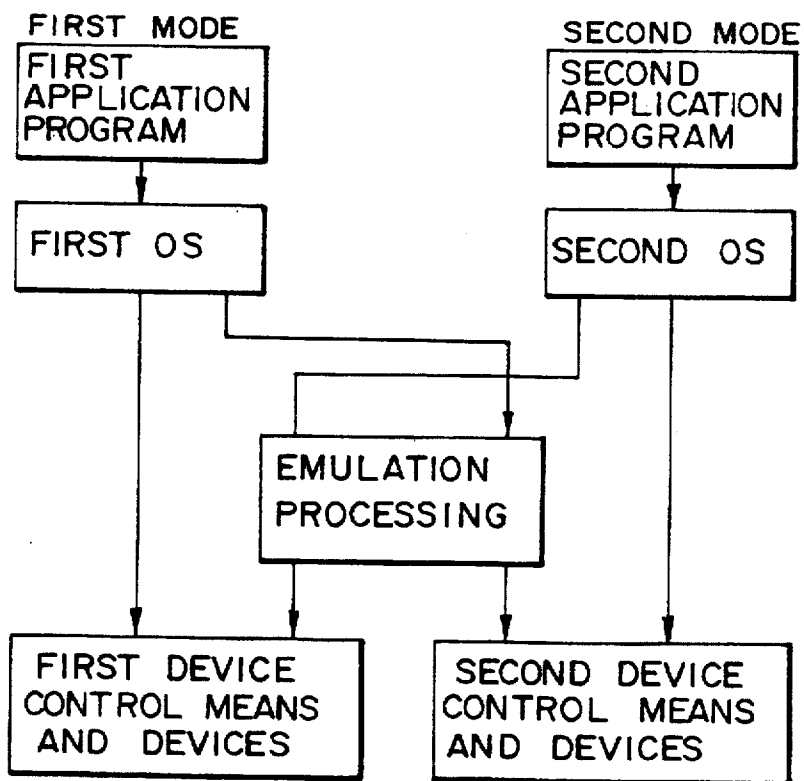 FIRST MODE
FIRST
APPLICATION
PROGRAM
SECOND MODE
SECOND
APPLICATION
PROGRAM
FIRST OS
SECOND OS
EMULATION
PROCESSING
FIRST DEVICE
CONTROL MEANS
AND DEVICES
SECOND DEVICE
CONTROL MEANS
AND DEVICES